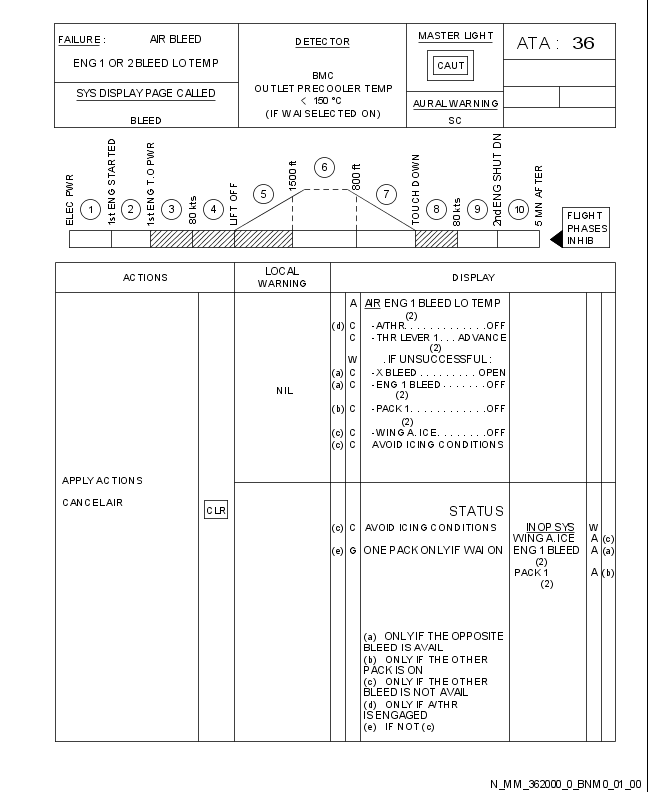 FAILURE : AIR BLEED
ENG 1 OR 2 BLEED LO TEMP
SYS DISPLAY PAGE CALLED
BLEED
DETECTOR
BMC
OUTLET PRECOOLER TEMP
< 150 °C
(IF WAI SELECTED ON)
MASTER LIGHT
CAUT
AURAL WARNING
SC
ATA : 36
ELEC PWR
1
1st ENG STARTED
2
1st ENG T.O PWR
3
80 kts
4
LIFT OFF
5
1500 ft
6
800 ft
7
TOUCH DOWN
8
80 kts
9
2nd ENG SHUT DN
10
5 MN AFTER
FLIGHT
PHASES
INHIB
ACTIONS
LOCAL
WARNING
DISPLAY
APPLY ACTIONS
CANCEL AIR
CLR
NIL
A AIR ENG 1 BLEED LO TEMP
(2)
(d) C -A/THR.............OFF
C -THR LEVER 1...ADVANCE
(2)
W .IF UNSUCCESSFUL :
(a) C -X BLEED.........OPEN
(a) C -ENG 1 BLEED.......OFF
(2)
(b) C -PACK 1............OFF
(2)
(c) C -WING A.ICE........OFF
(c) C AVOID ICING CONDITIONS
STATUS
(c) C AVOID ICING CONDITIONS INOP SYS W
WING A.ICE A (c)
(e) G ONE PACK ONLY IF WAI ON ENG 1 BLEED A (a)
(2)
PACK 1 A (b)
(2)
(a) ONLY IF THE OPPOSITE
BLEED IS AVAIL
(b) ONLY IF THE OTHER
PACK IS ON
(c) ONLY IF THE OTHER
BLEED IS NOT AVAIL
(d) ONLY IF A/THR
IS ENGAGED
(e) IF NOT (c)
N_MM_362000_0_BNM0_01_00